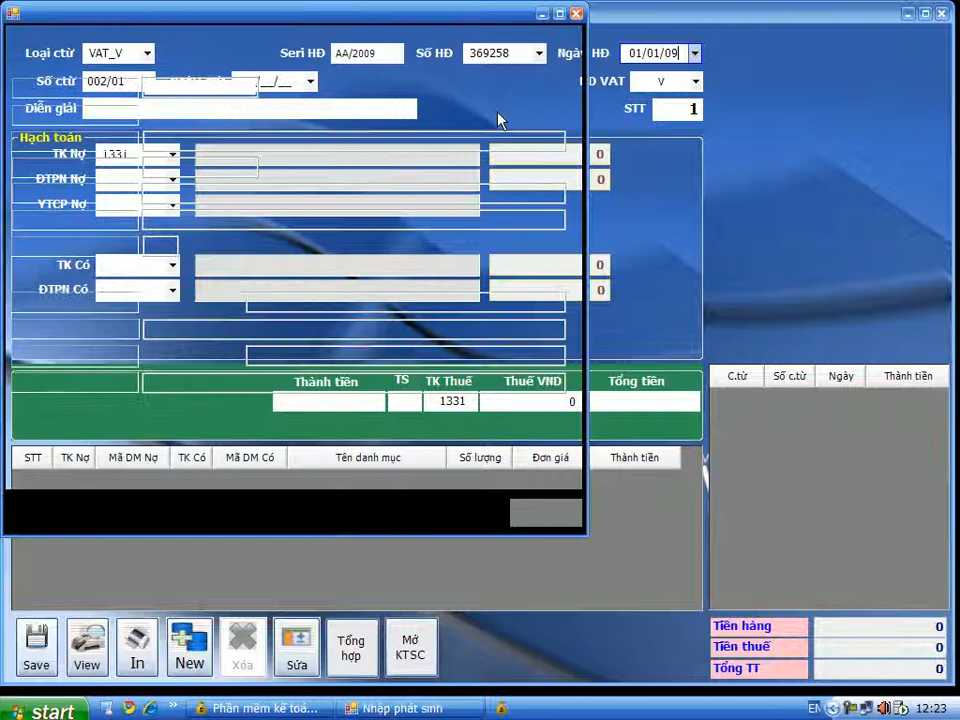 Loại ctừ VAT_V Seri HĐ AA/2009 Số HĐ 369258 Ngày HĐ 01/01/09
Số ctừ 002/01 __/__ Đ VAT V
Diễn giải STT 1
Hạch toán
TK Nợ 1331 0
ĐTPN Nợ 0
YTCP Nợ
TK Có 0
ĐTPN Có 0
Thành tiền TS TK Thuế Thuế VND Tổng tiền
1331 0
C.từ Số c.từ Ngày Thành tiền
STT TK Nợ Mã DM Nợ TK Có Mã DM Có Tên danh mục Số lượng Đơn giá Thành tiền
Save View In New Xóa Sửa Tổng hợp Mở KTSC
Tiền hàng 0
Tiền thuế 0
Tổng TT 0
start Phần mềm kế toá... Nhập phát sinh EN 12:23